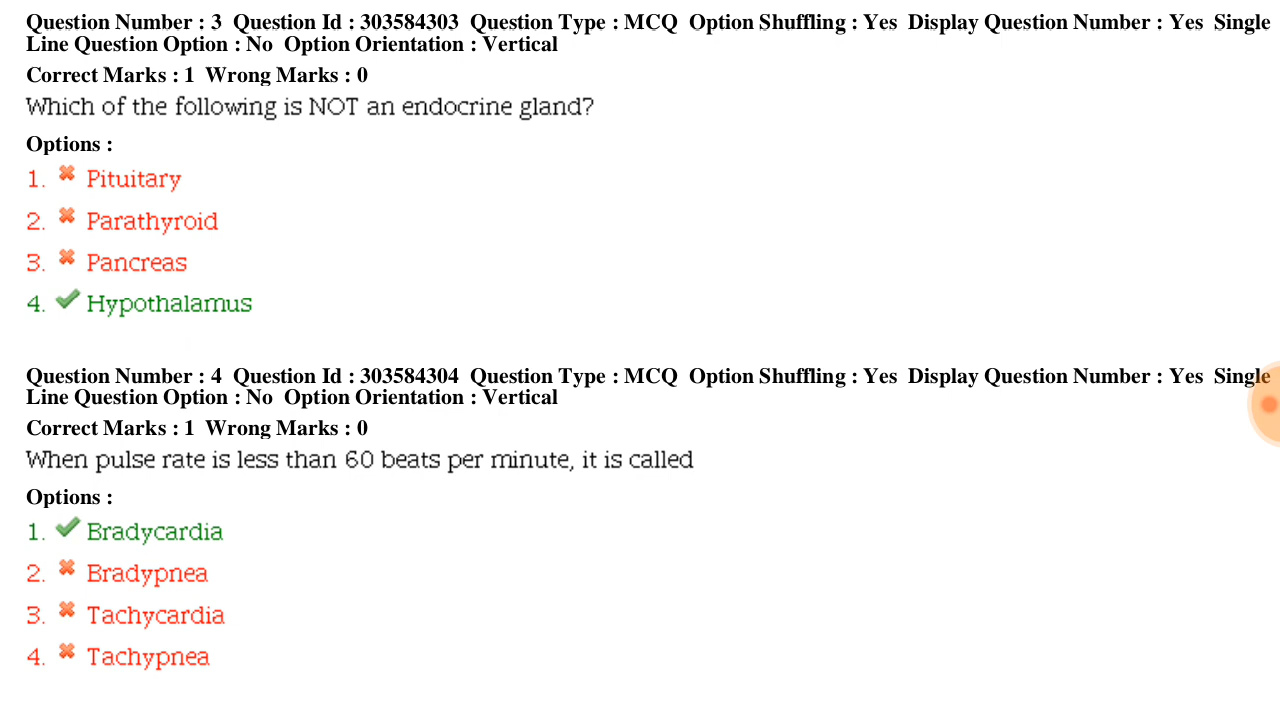 Question Number : 3 Question Id : 303584303 Question Type : MCQ Option Shuffling : Yes Display Question Number : Yes Single
Line Question Option : No Option Orientation : Vertical
Correct Marks : 1 Wrong Marks : 0
Which of the following is NOT an endocrine gland?
Options :
1. Pituitary
2. Parathyroid
3. Pancreas
4. Hypothalamus
Question Number : 4 Question Id : 303584304 Question Type : MCQ Option Shuffling : Yes Display Question Number : Yes Single
Line Question Option : No Option Orientation : Vertical
Correct Marks : 1 Wrong Marks : 0
When pulse rate is less than 60 beats per minute, it is called
Options :
1. Bradycardia
2. Bradypnea
3. Tachycardia
4. Tachypnea